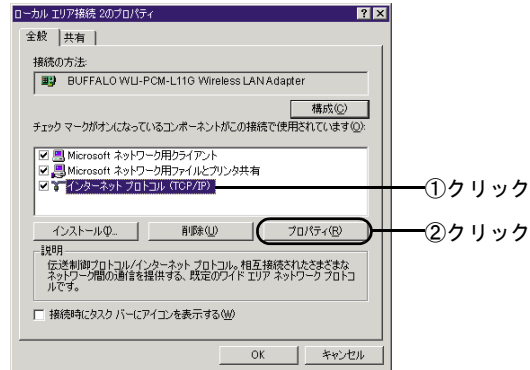 ローカル エリア接続 2のプロパティ
全般 共有
接続の方法:
BUFFALO WLI-PCM-L11G Wireless LAN Adapter
構成(C)
チェック マークがオンになっているコンポーネントがこの接続で使用されています(O):
Microsoft ネットワーク用クライアント
Microsoft ネットワーク用ファイルとプリンタ共有
インターネット プロトコル (TCP/IP) ①クリック
インストール(I)... 削除(U) プロパティ(R) ②クリック
説明
伝送制御プロトコル/インターネット プロトコル。相互接続されたさまざまな
ネットワーク間の通信を提供する、既定のワイド エリア ネットワーク プロトコ
ルです。
接続時にタスク バーにアイコンを表示する(W)
OK キャンセル